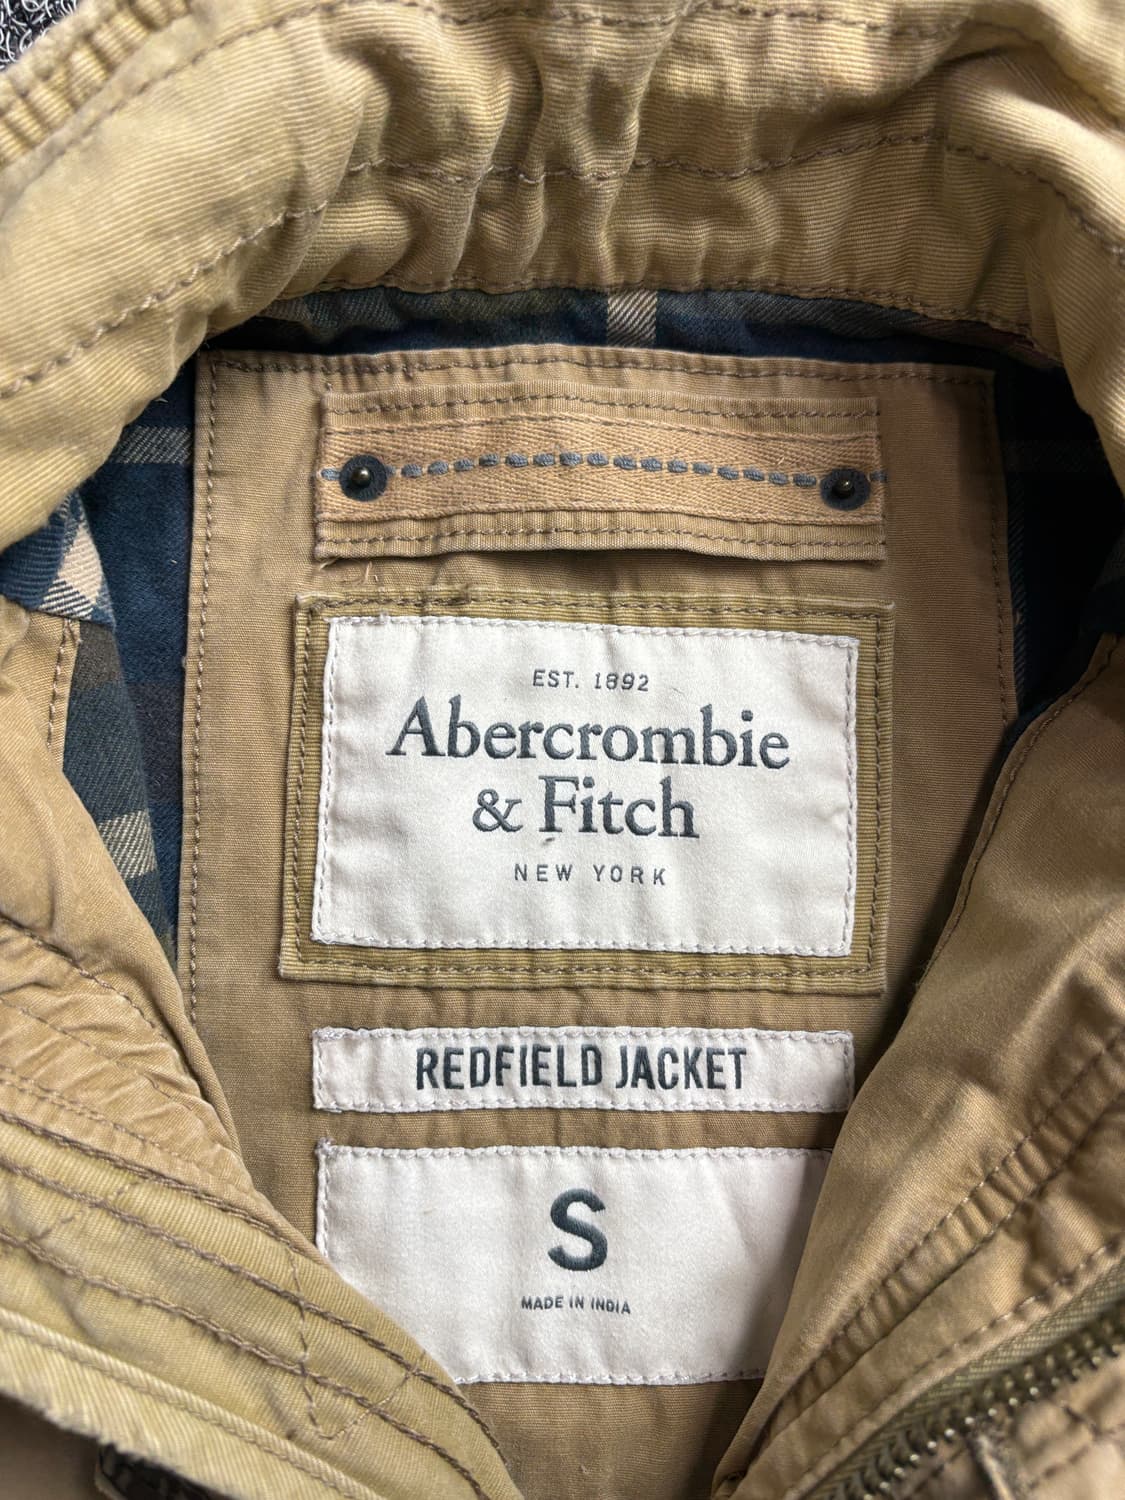 EST. 1892
Abercrombie
& Fitch
NEW YORK
REDFIELD JACKET
S
MADE IN INDIA